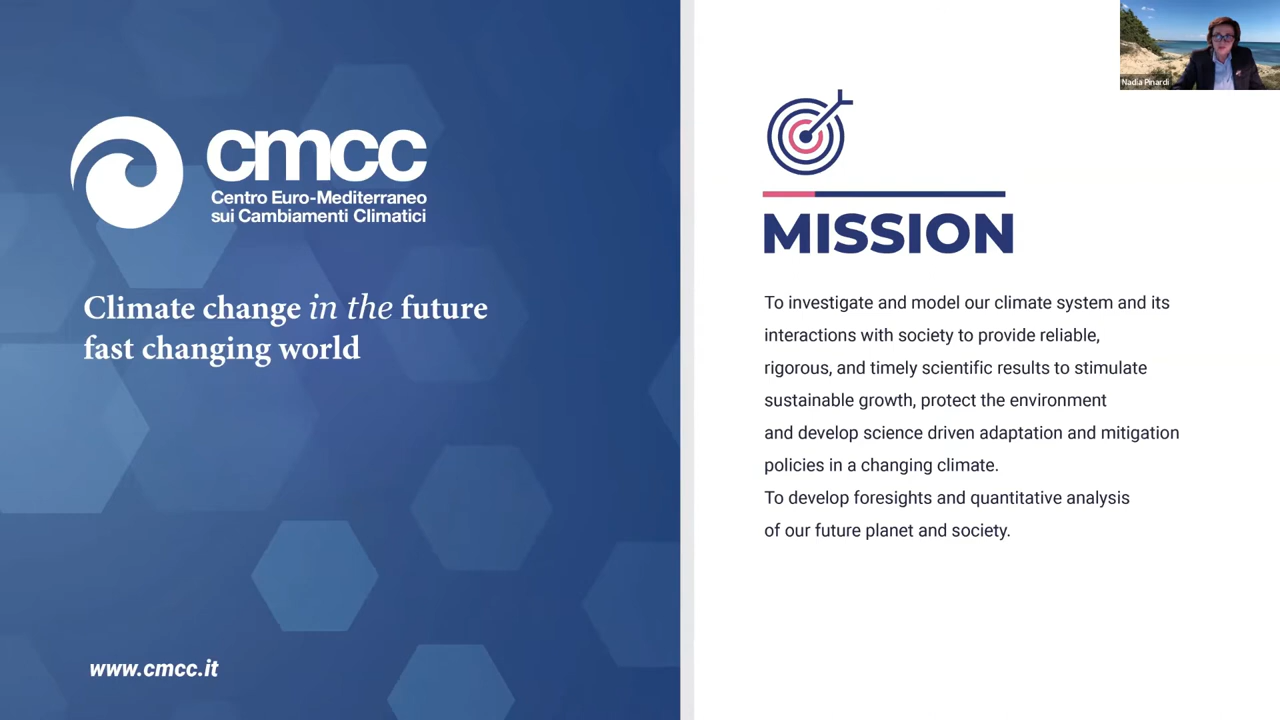 cmcc
Centro Euro-Mediterraneo
sui Cambiamenti Climatici
Climate change in the future
fast changing world
www.cmcc.it
MISSION
To investigate and model our climate system and its
interactions with society to provide reliable,
rigorous, and timely scientific results to stimulate
sustainable growth, protect the environment
and develop science driven adaptation and mitigation
policies in a changing climate.
To develop foresights and quantitative analysis
of our future planet and society.
Nadia Pinardi